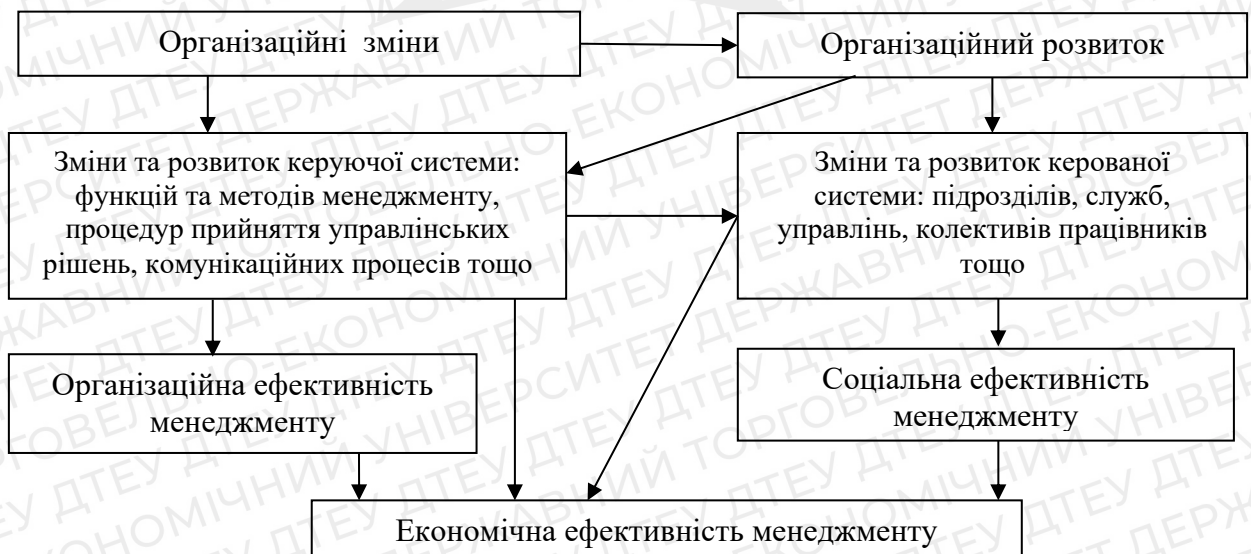 Організаційні зміни
Організаційний розвиток
Зміни та розвиток керуючої системи:
функцій та методів менеджменту,
процедур прийняття управлінських
рішень, комунікаційних процесів тощо
Зміни та розвиток керованої
системи: підрозділів, служб,
управлінь, колективів працівників
тощо
Організаційна ефективність
менеджменту
Соціальна ефективність
менеджменту
Економічна ефективність менеджменту